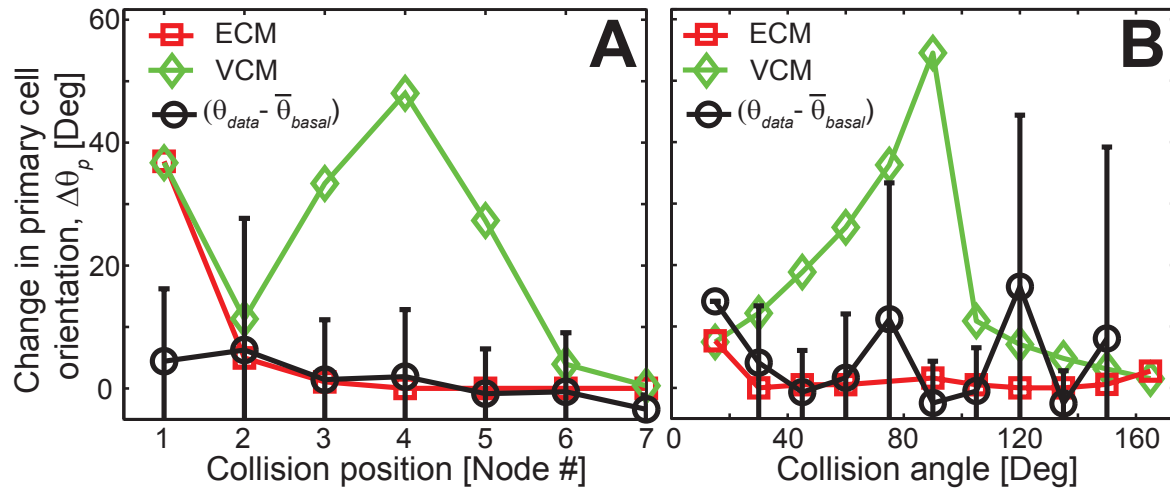 Change in primary cell
orientation, Δθp [Deg]
60
40
20
0
ECM
VCM
(θdata- θ̅basal)
A
1 2 3 4 5 6 7
Collision position [Node #]
ECM
VCM
(θdata- θ̅basal)
B
0 40 80 120 160
Collision angle [Deg]